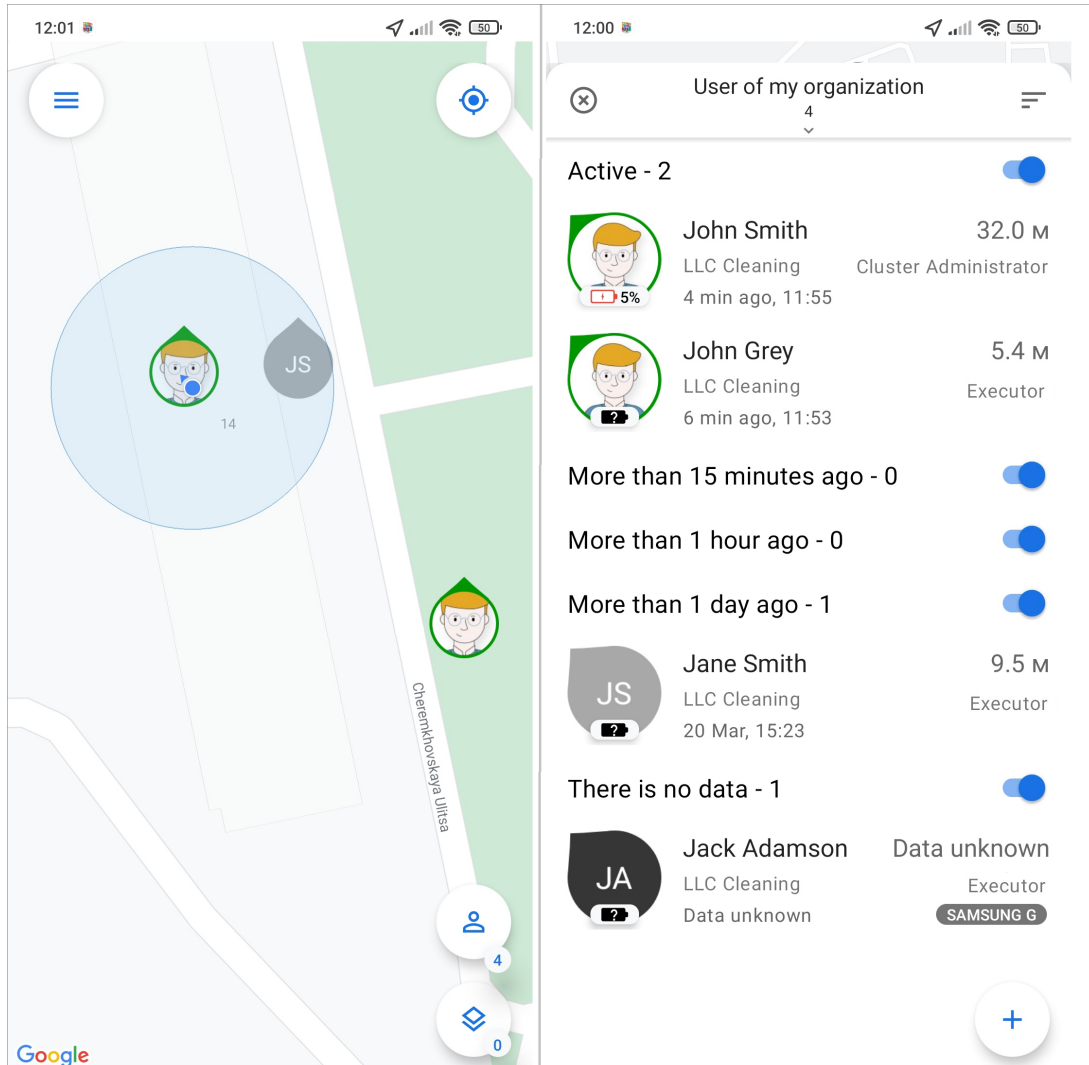 12:01
50
JS
14
Cheremkhovskaya Ulitsa
4
0
Google
12:00
50
User of my organization
4
Active - 2
John Smith
32.0 м
LLC Cleaning
Cluster Administrator
5%
4 min ago, 11:55
John Grey
5.4 м
LLC Cleaning
Executor
?
6 min ago, 11:53
More than 15 minutes ago - 0
More than 1 hour ago - 0
More than 1 day ago - 1
Jane Smith
9.5 м
JS
LLC Cleaning
Executor
?
20 Mar, 15:23
There is no data - 1
Jack Adamson
Data unknown
JA
LLC Cleaning
Executor
?
Data unknown
SAMSUNG G